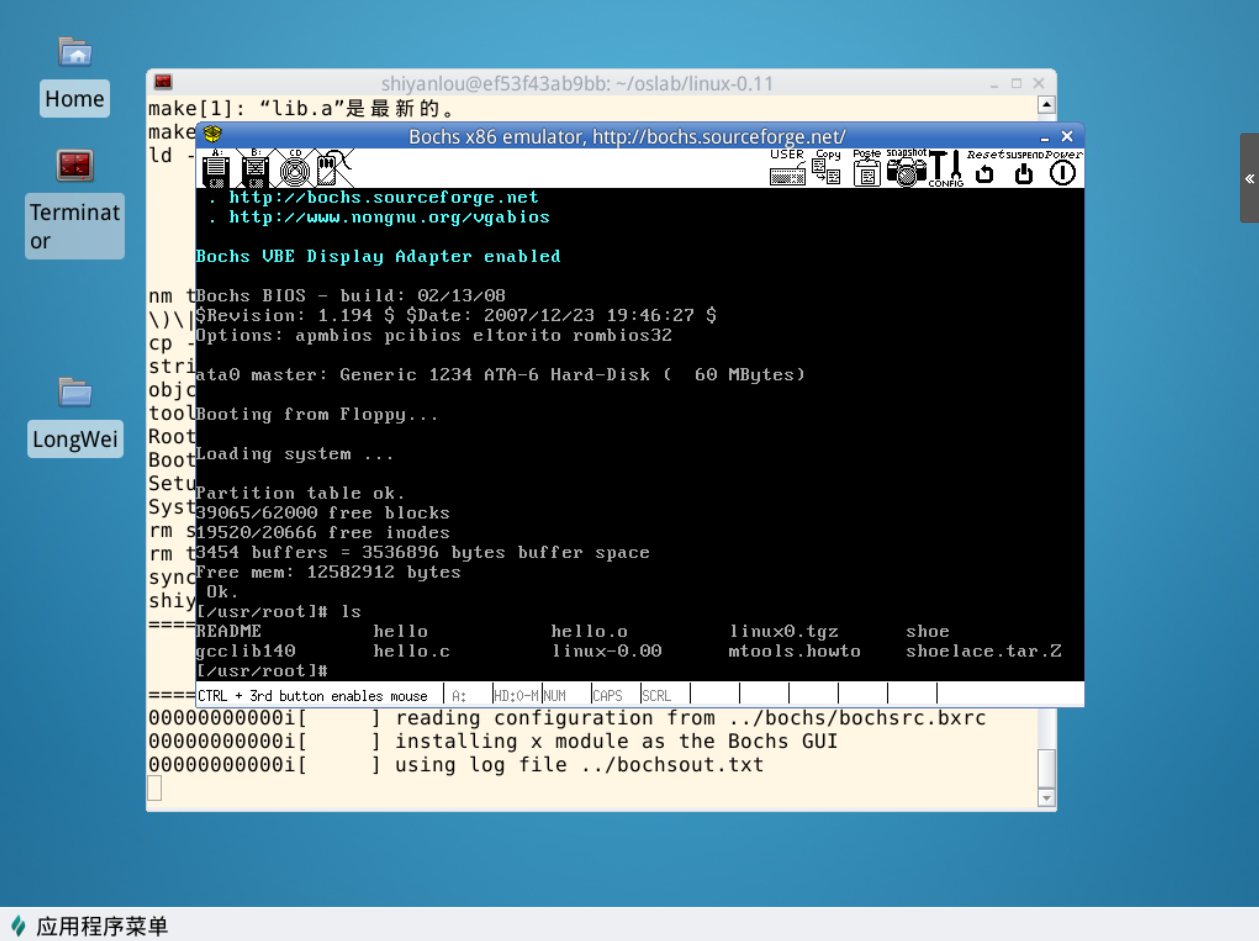 Home
Terminat
or
LongWei
shiyanlou@ef53f43ab9bb: ~/oslab/linux-0.11
make[1]: “lib.a”是最新的。
make
ld -
Bochs x86 emulator, http://bochs.sourceforge.net/
A: B: CD USER Copy Paste snapshot CONFIG Reset SUSPEND Power
. http://bochs.sourceforge.net
. http://www.nongnu.org/vgabios
Bochs VBE Display Adapter enabled
nm t
Bochs BIOS - build: 02/13/08
\)\|
$Revision: 1.194 $ $Date: 2007/12/23 19:46:27 $
cp -
Options: apmbios pcibios eltorito rombios32
stri
ata0 master: Generic 1234 ATA-6 Hard-Disk (  60 MBytes)
objc
tool
Booting from Floppy...
Root
Boot
Loading system ...
Setu
Partition table ok.
Syst
39065/62000 free blocks
rm s
19520/20666 free inodes
rm t
3454 buffers = 3536896 bytes buffer space
sync
Free mem: 12582912 bytes
Ok.
shiy
[/usr/root]# ls
====
README hello hello.o linux0.tgz shoe
gcclib140 hello.c linux-0.00 mtools.howto shoelace.tar.Z
[/usr/root]#
====
CTRL + 3rd button enables mouse A: HD:0-M NUM CAPS SCRL
00000000000i[      ] reading configuration from ../bochs/bochsrc.bxrc
00000000000i[      ] installing x module as the Bochs GUI
00000000000i[      ] using log file ../bochsout.txt
应用程序菜单